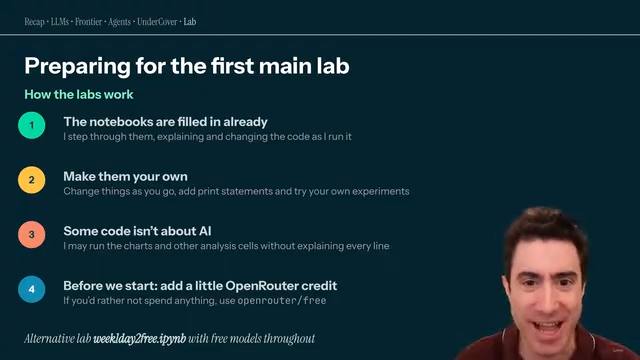 Recap • LLMs • Frontier • Agents • UnderCover • Lab
Preparing for the first main lab
How the labs work
1
The notebooks are filled in already
I step through them, explaining and changing the code as I run it
2
Make them your own
Change things as you go, add print statements and try your own experiments
3
Some code isn't about AI
I may run the charts and other analysis cells without explaining every line
4
Before we start: add a little OpenRouter credit
If you'd rather not spend anything, use openrouter/free
Alternative lab week1day2free.ipynb with free models throughout